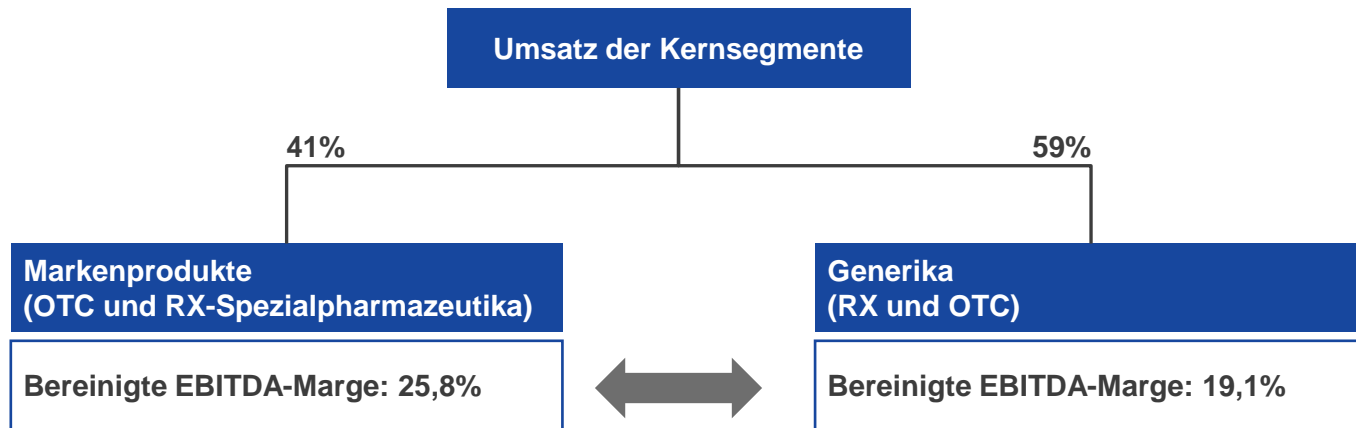 Umsatz der Kernsegmente
41%
59%
Markenprodukte
(OTC und RX-Spezialpharmazeutika)
Generika
(RX und OTC)
Bereinigte EBITDA-Marge: 25,8%
Bereinigte EBITDA-Marge: 19,1%